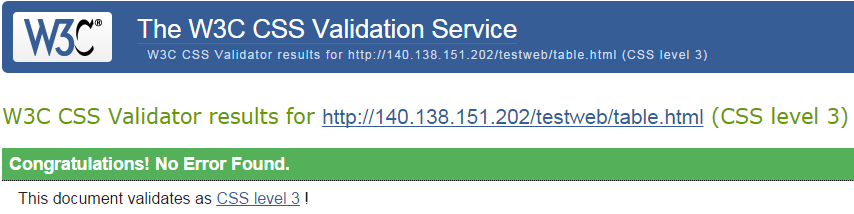 W3C®
The W3C CSS Validation Service
W3C CSS Validator results for http://140.138.151.202/testweb/table.html (CSS level 3)
W3C CSS Validator results for http://140.138.151.202/testweb/table.html (CSS level 3)
Congratulations! No Error Found.
This document validates as CSS level 3 !